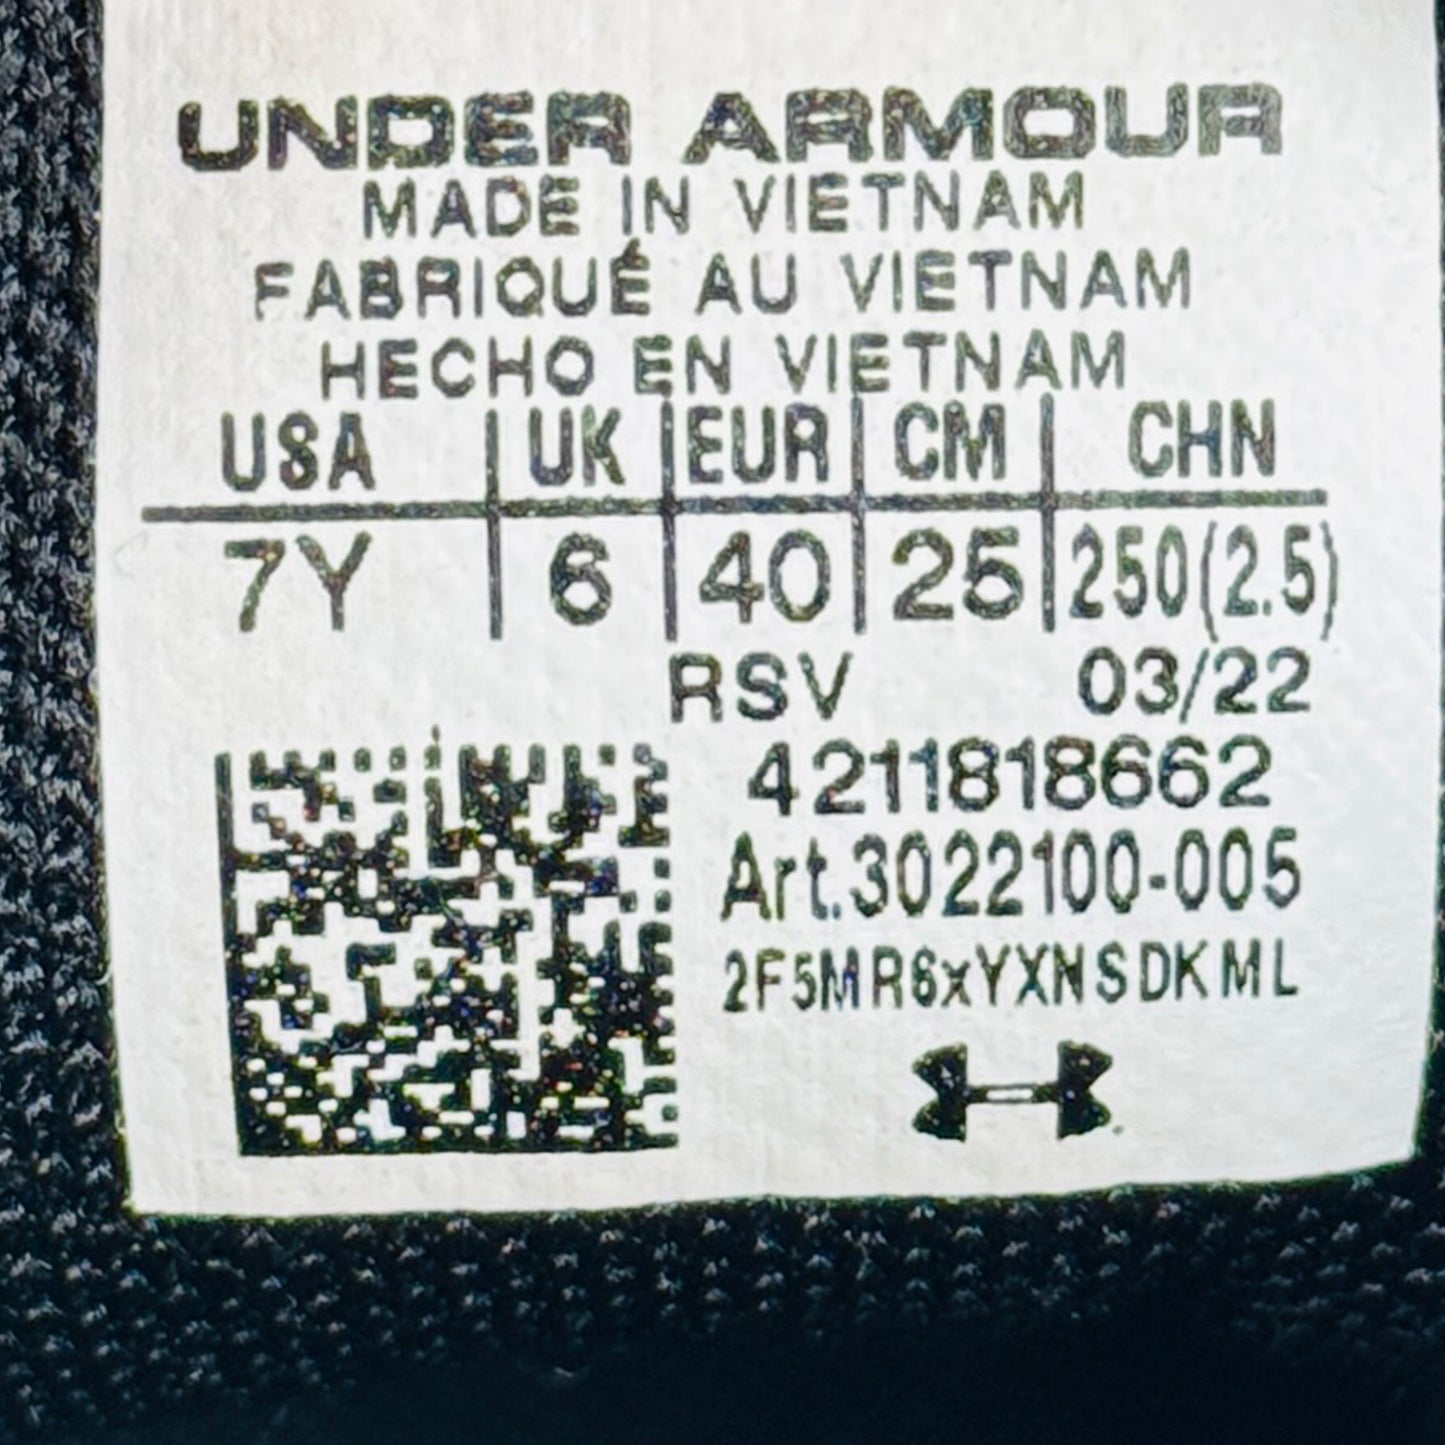 UNDER ARMOUR
MADE IN VIETNAM
FABRIQUÉ AU VIETNAM
HECHO EN VIETNAM
USA UK EUR CM CHN
7Y 6 40 25 250(2.5)
RSV 03/22
4211818662
Art.3022100-005
2F5MR6xYXNSDKML